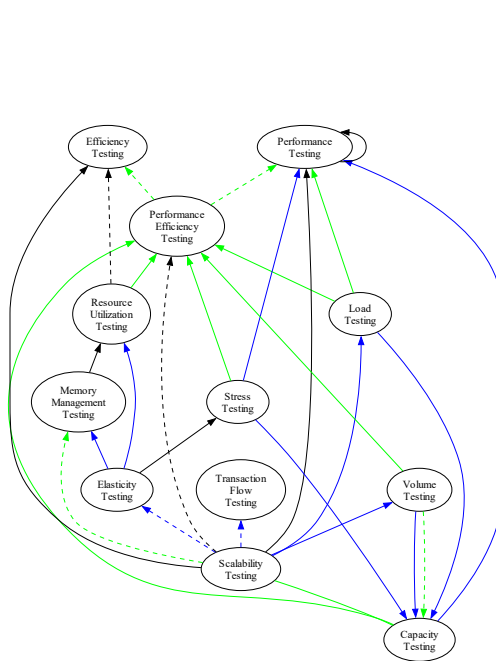 Efficiency
Testing
Performance
Testing
Performance
Efficiency
Testing
Resource
Utilization
Testing
Load
Testing
Memory
Management
Testing
Stress
Testing
Elasticity
Testing
Transaction
Flow
Testing
Volume
Testing
Scalability
Testing
Capacity
Testing